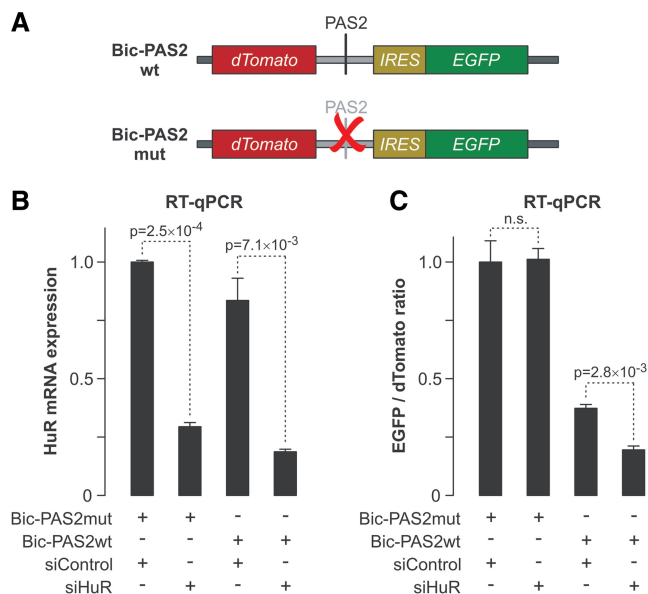 A
PAS2
Bic-PAS2
wt
dTomato
IRES
EGFP
PAS2
Bic-PAS2
mut
dTomato
IRES
EGFP
B
RT-qPCR
p=2.5×10-4
p=7.1×10-3
1.0
0.5
0
HuR mRNA expression
Bic-PAS2mut + + - -
Bic-PAS2wt - - + +
siControl + - + -
siHuR - + - +
C
RT-qPCR
n.s.
p=2.8×10-3
1.0
0.5
0
EGFP / dTomato ratio
Bic-PAS2mut + + - -
Bic-PAS2wt - - + +
siControl + - + -
siHuR - + - +